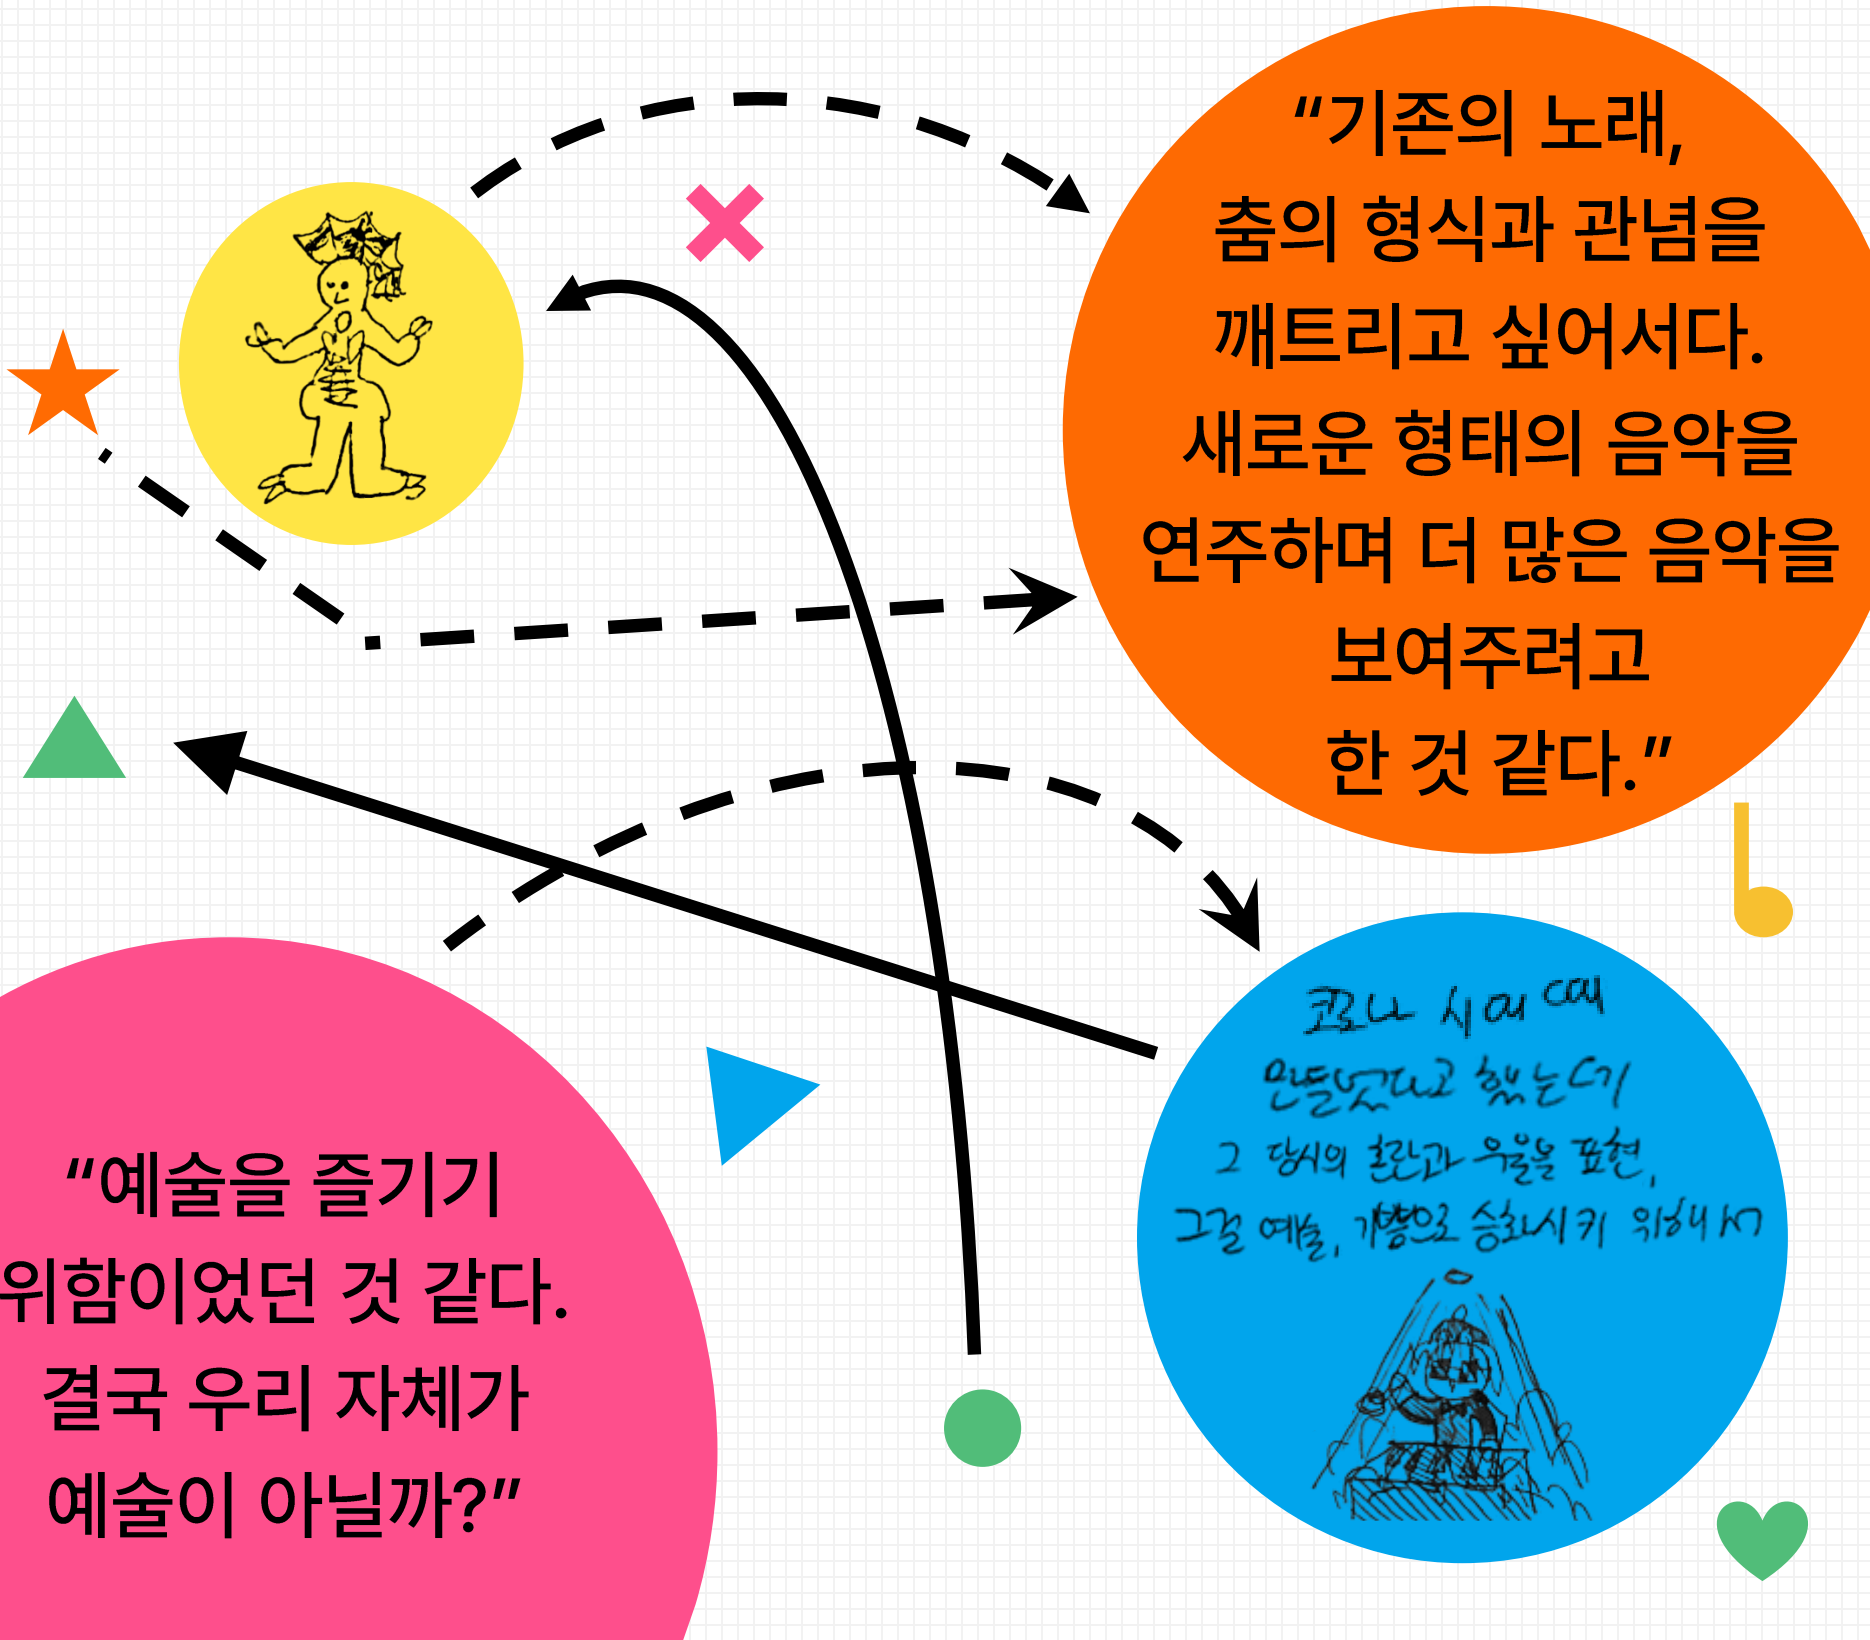 “기존의 노래,
춤의 형식과 관념을
깨트리고 싶어서다.
새로운 형태의 음악을
연주하며 더 많은 음악을
보여주려고
한 것 같다.”
코로나 시대 때
만들었다고 했는데
그 당시의 혼란과 우울을 표현,
그걸 예술, 희망으로 승화시키 위해서
“예술을 즐기기
위함이었던 것 같다.
결국 우리 자체가
예술이 아닐까?”